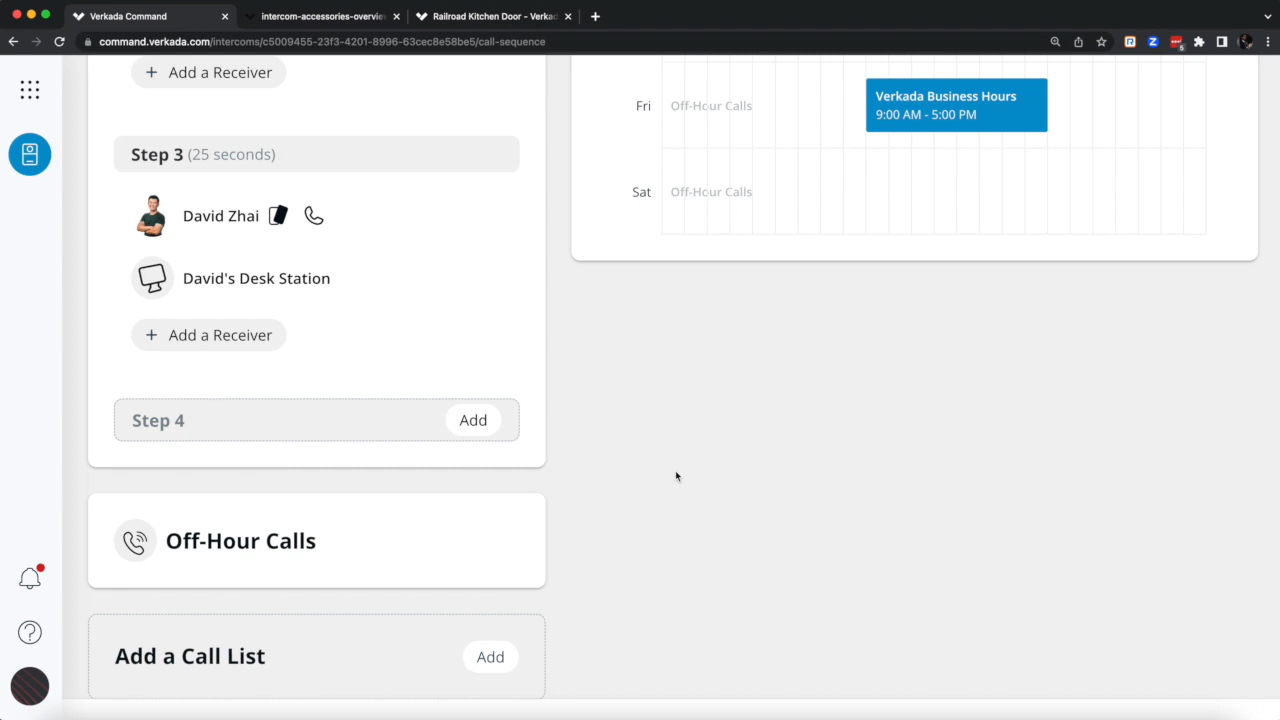 Verkada Command
intercom-accessories-overvie
Railroad Kitchen Door - Verkad
command.verkada.com/intercoms/c5009455-23f3-4201-8996-63cec8e58be5/call-sequence
+ Add a Receiver
Step 3 (25 seconds)
David Zhai
David's Desk Station
+ Add a Receiver
Step 4
Add
Off-Hour Calls
Add a Call List
Add
Fri
Off-Hour Calls
Verkada Business Hours
9:00 AM - 5:00 PM
Sat
Off-Hour Calls